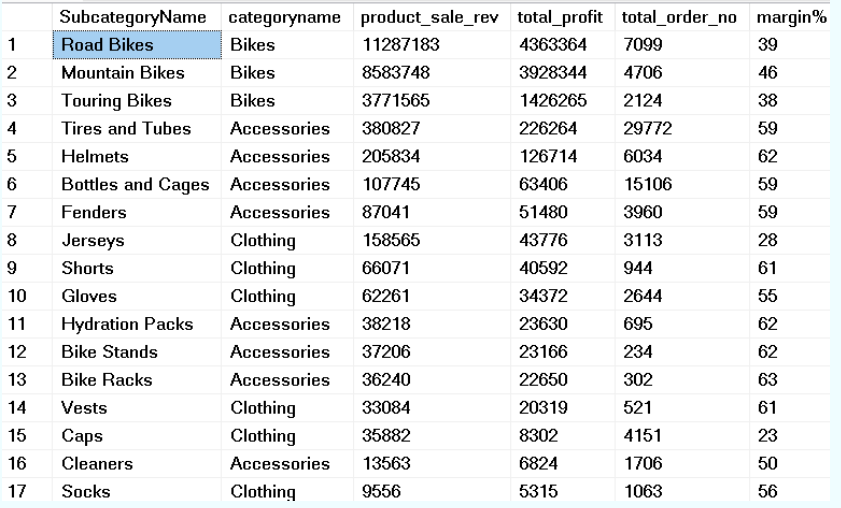 SubcategoryName categoryname product_sale_rev total_profit total_order_no margin%
1 Road Bikes Bikes 11287183 4363364 7099 39
2 Mountain Bikes Bikes 8583748 3928344 4706 46
3 Touring Bikes Bikes 3771565 1426265 2124 38
4 Tires and Tubes Accessories 380827 226264 29772 59
5 Helmets Accessories 205834 126714 6034 62
6 Bottles and Cages Accessories 107745 63406 15106 59
7 Fenders Accessories 87041 51480 3960 59
8 Jerseys Clothing 158565 43776 3113 28
9 Shorts Clothing 66071 40592 944 61
10 Gloves Clothing 62261 34372 2644 55
11 Hydration Packs Accessories 38218 23630 695 62
12 Bike Stands Accessories 37206 23166 234 62
13 Bike Racks Accessories 36240 22650 302 63
14 Vests Clothing 33084 20319 521 61
15 Caps Clothing 35882 8302 4151 23
16 Cleaners Accessories 13563 6824 1706 50
17 Socks Clothing 9556 5315 1063 56